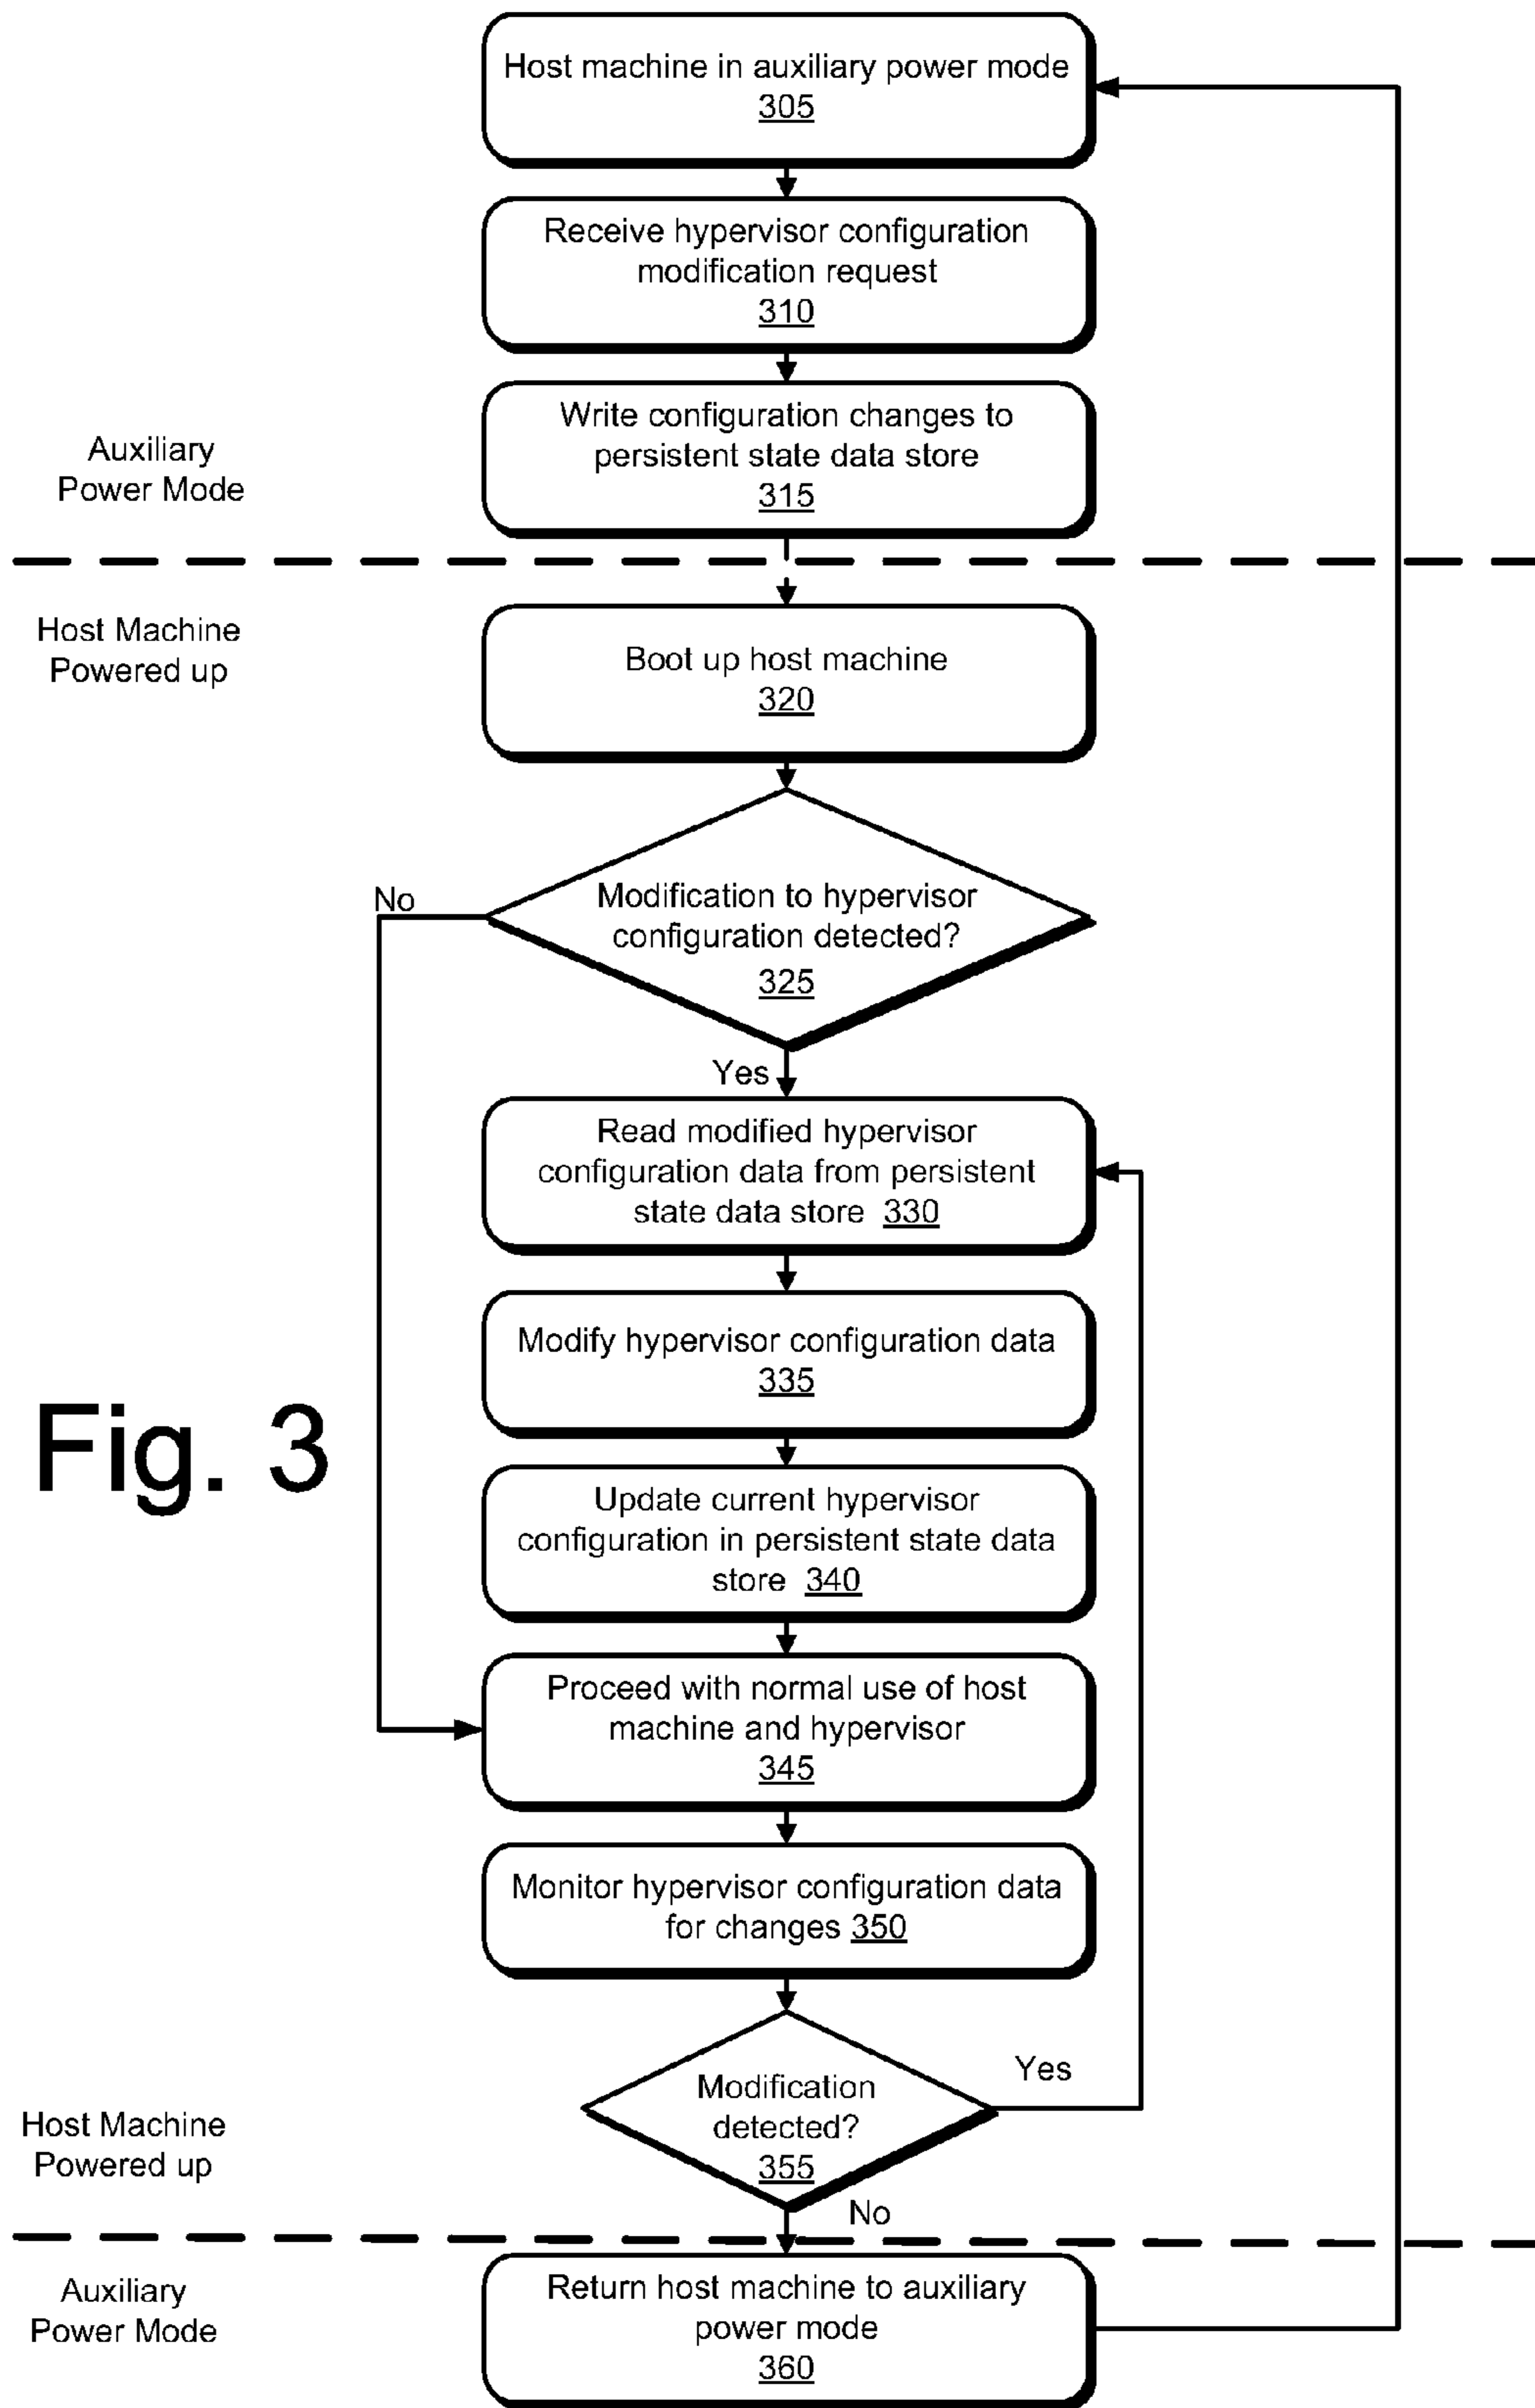 Host machine in auxiliary power mode
305
Receive hypervisor configuration
modification request
310
Write configuration changes to
persistent state data store
315
Auxiliary
Power Mode
Host Machine
Powered up
Boot up host machine
320
No
Modification to hypervisor
configuration detected?
325
Yes
Read modified hypervisor
configuration data from persistent
state data store 330
Modify hypervisor configuration data
335
Fig. 3
Update current hypervisor
configuration in persistent state data
store 340
Proceed with normal use of host
machine and hypervisor
345
Monitor hypervisor configuration data
for changes 350
Yes
Modification
detected?
355
Host Machine
Powered up
No
Auxiliary
Power Mode
Return host machine to auxiliary
power mode
360